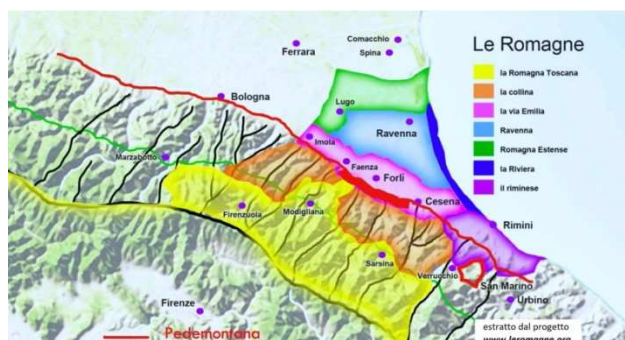 Le Romagne
la Romagna Toscana
la collina
la via Emilia
Ravenna
Romagna Estense
la Riviera
il riminese
Comacchio
Ferrara
Spina
Bologna
Lugo
Ravenna
Imola
Marzabotto
Faenza
Forlì
Cesena
Firenzuola
Modigliana
Rimini
Sarsina
Verrucchio
San Marino
Urbino
Firenze
Pedemontana
estratto dal progetto
www.leromagne.org